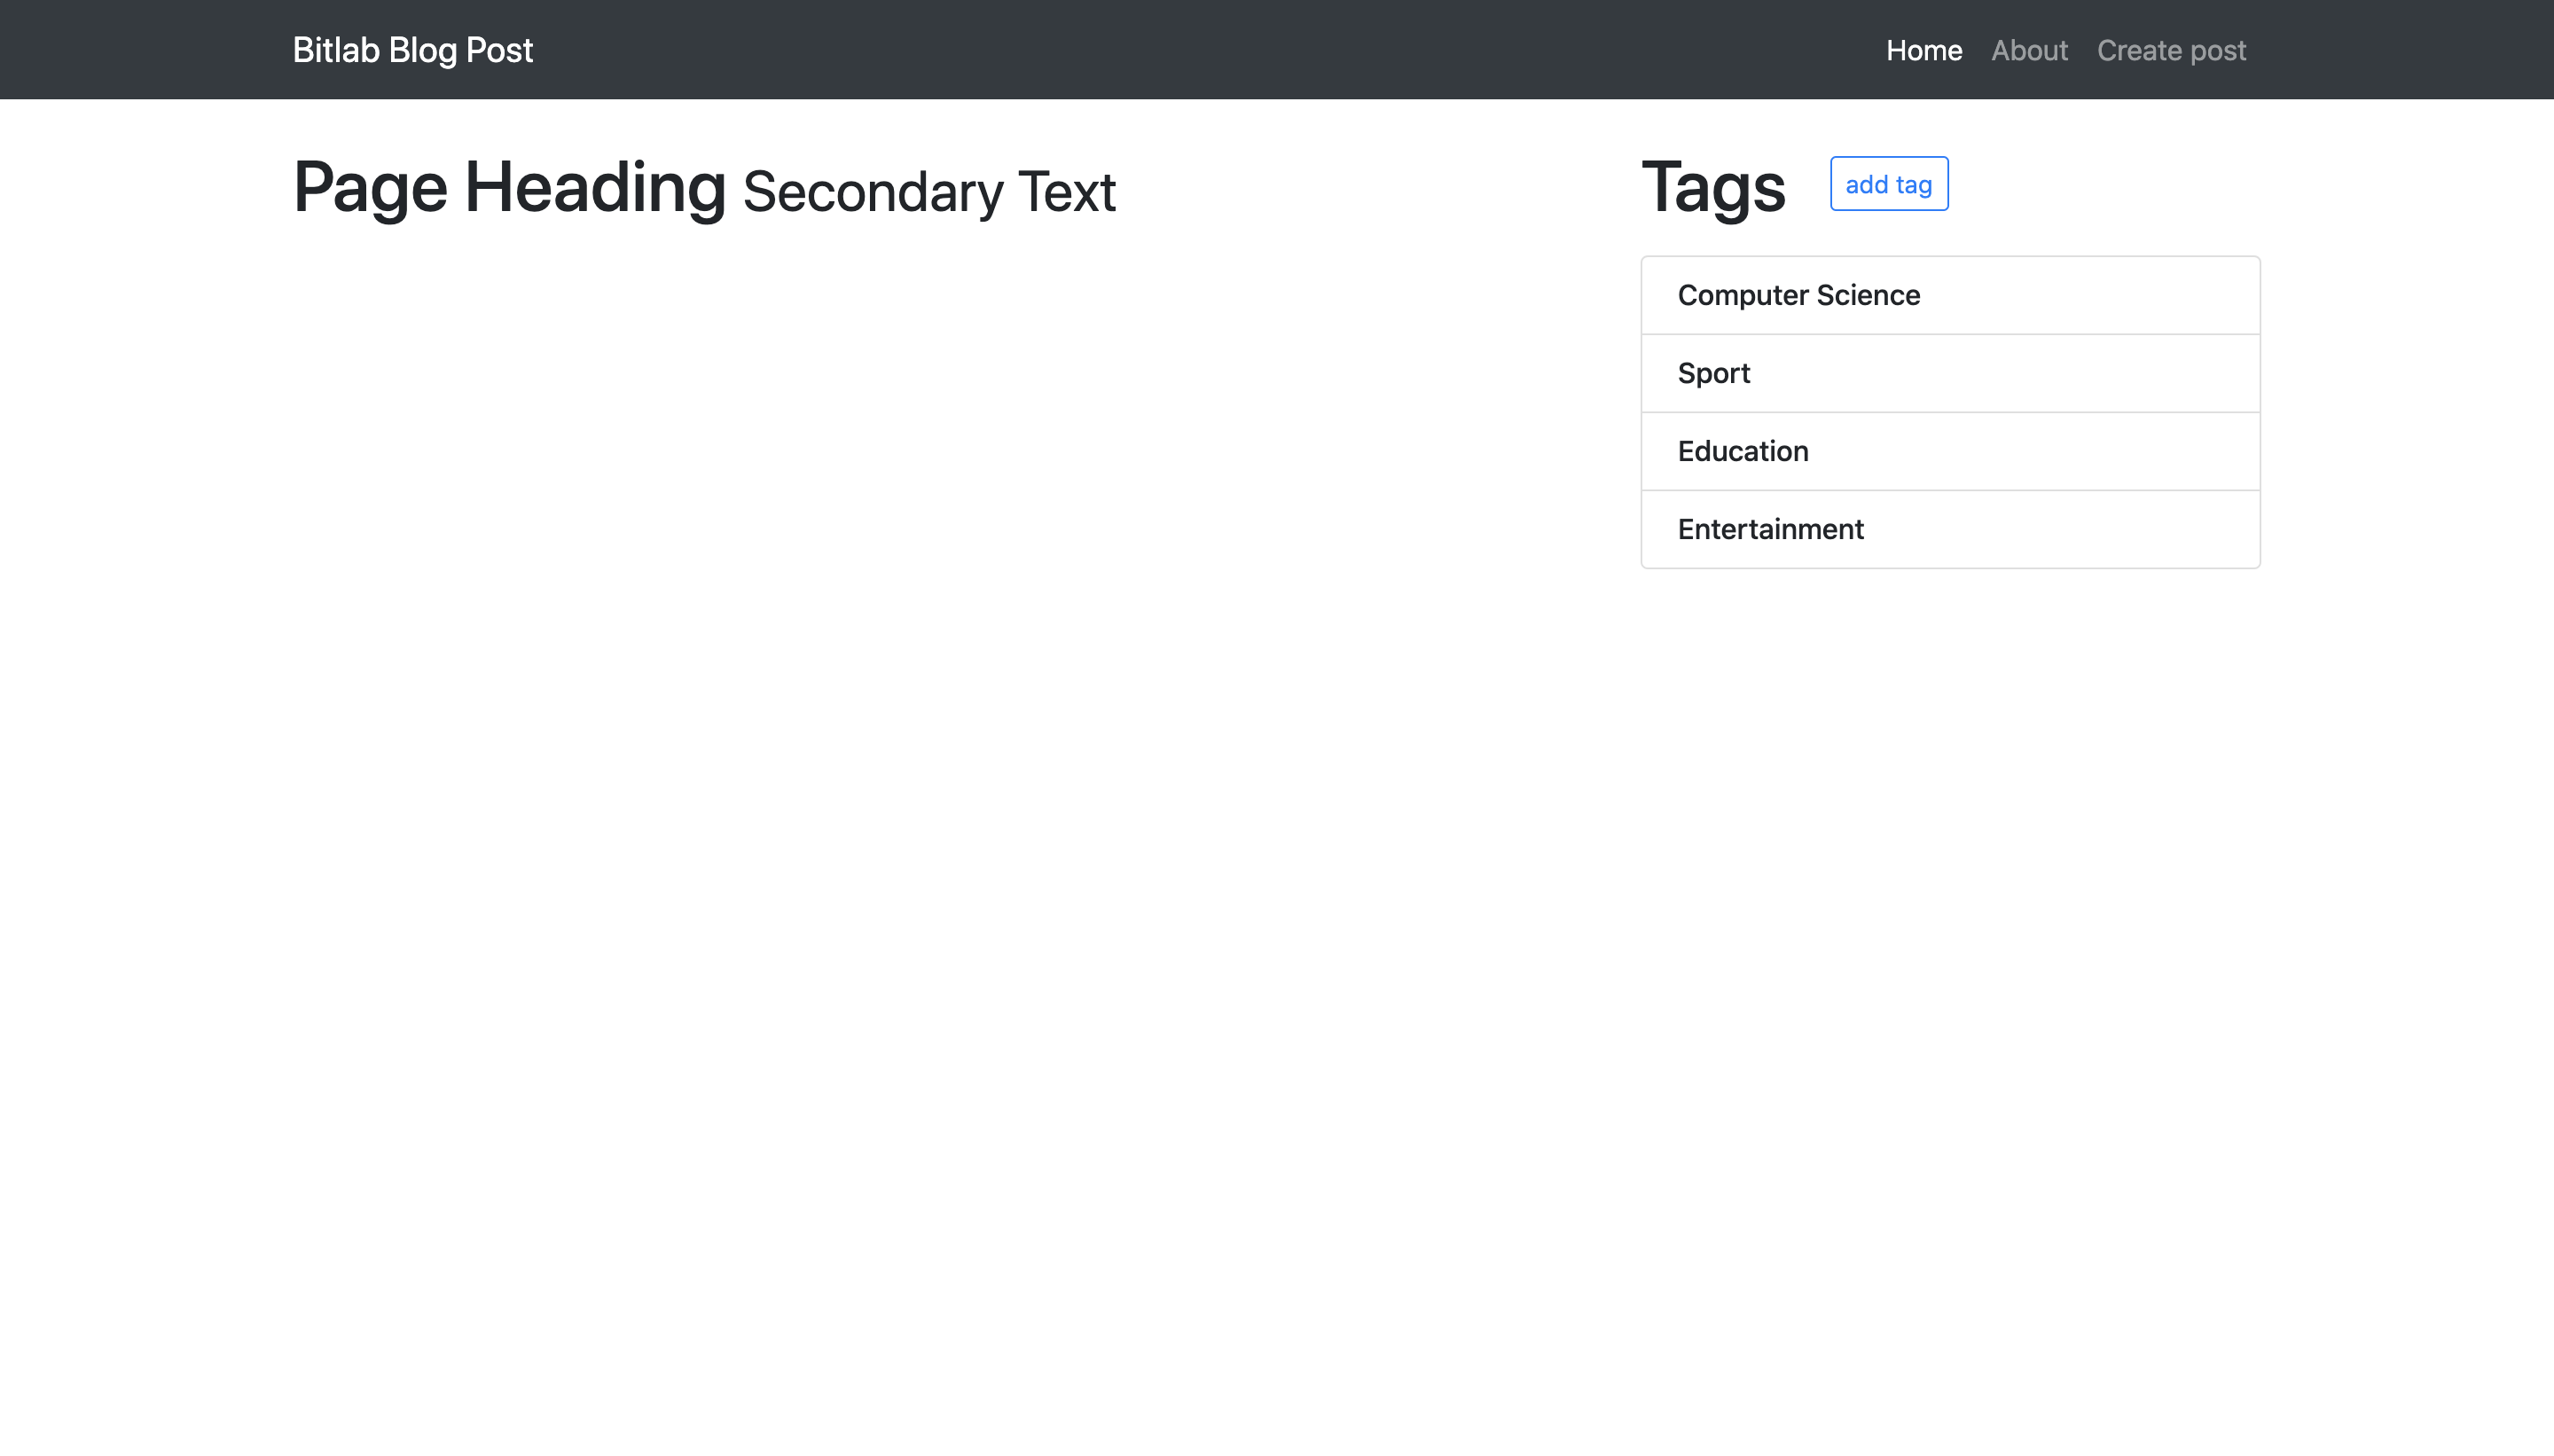 Bitlab Blog Post
Home About Create post
Page Heading Secondary Text
Tags add tag
Computer Science
Sport
Education
Entertainment